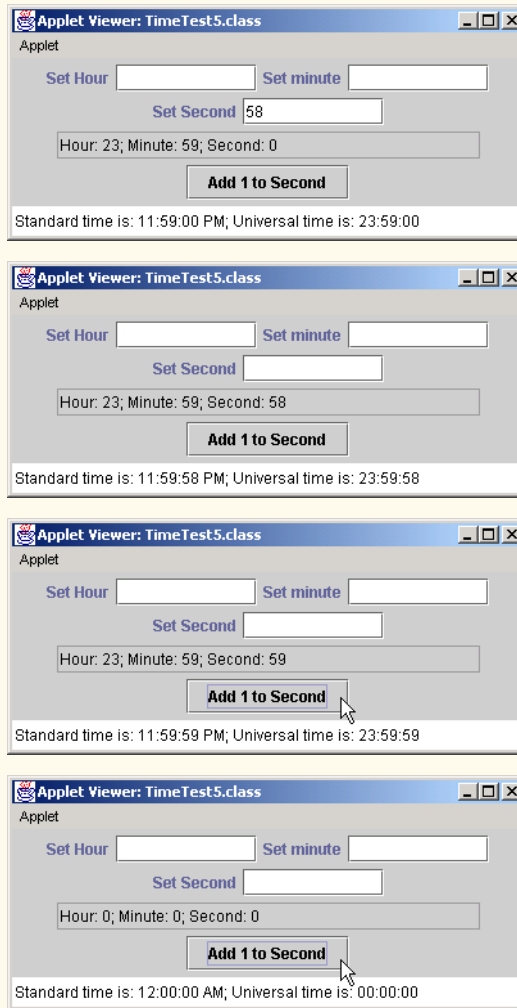 Applet Viewer: TimeTest5.class
Applet
Set Hour Set minute
Set Second 58
Hour: 23; Minute: 59; Second: 0
Add 1 to Second
Standard time is: 11:59:00 PM; Universal time is: 23:59:00
Applet Viewer: TimeTest5.class
Applet
Set Hour Set minute
Set Second
Hour: 23; Minute: 59; Second: 58
Add 1 to Second
Standard time is: 11:59:58 PM; Universal time is: 23:59:58
Applet Viewer: TimeTest5.class
Applet
Set Hour Set minute
Set Second
Hour: 23; Minute: 59; Second: 59
Add 1 to Second
Standard time is: 11:59:59 PM; Universal time is: 23:59:59
Applet Viewer: TimeTest5.class
Applet
Set Hour Set minute
Set Second
Hour: 0; Minute: 0; Second: 0
Add 1 to Second
Standard time is: 12:00:00 AM; Universal time is: 00:00:00